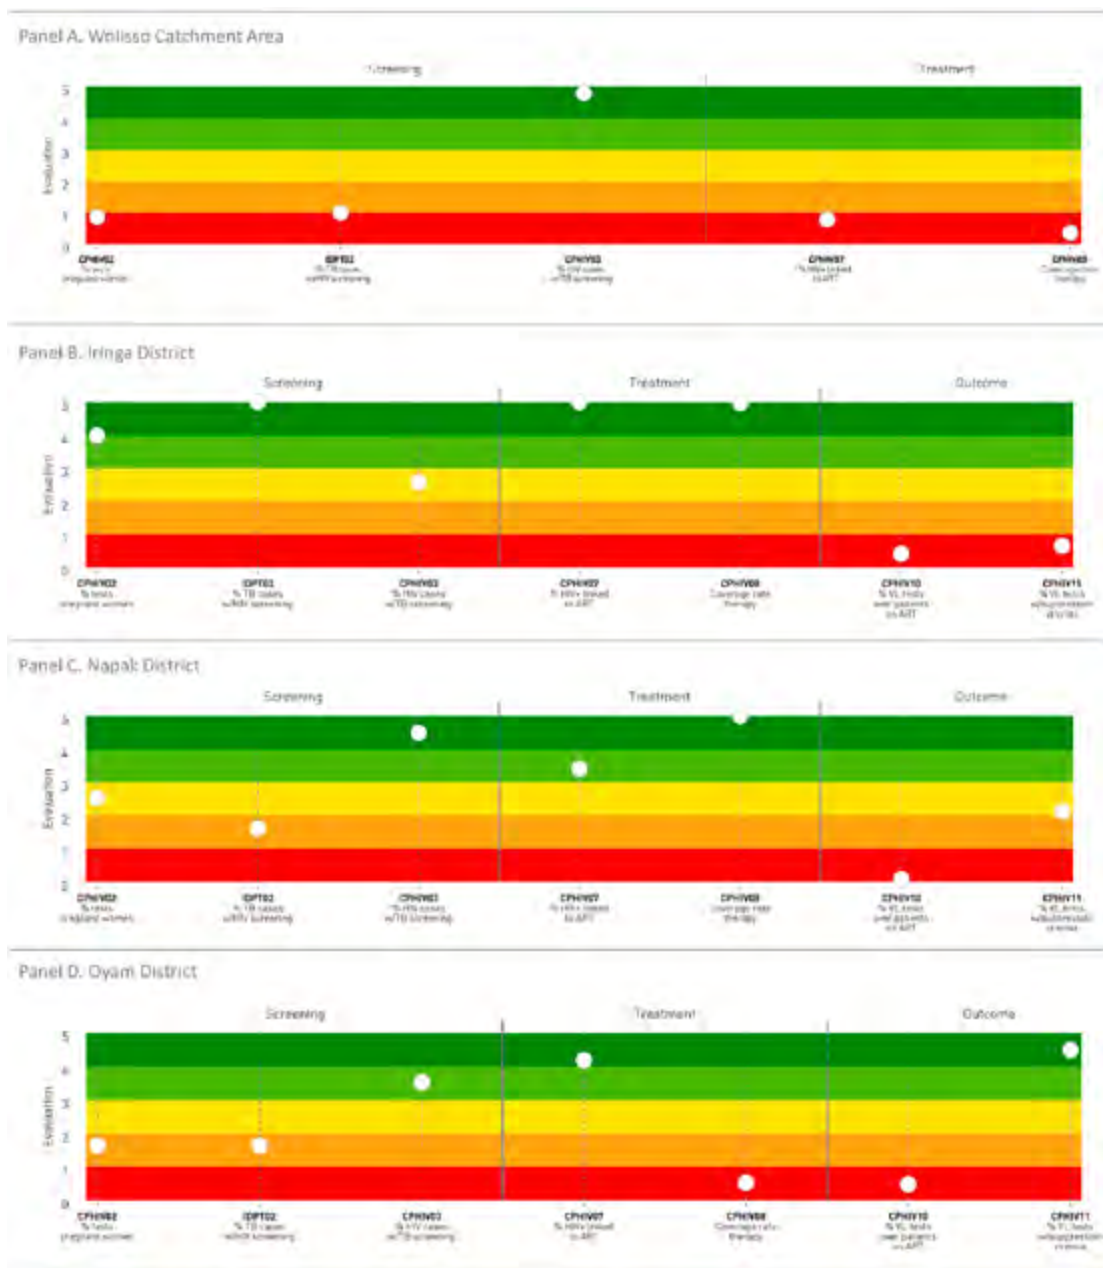 Panel A. Wolisso Catchment Area
Screening Treatment
Evaluation
5
4
3
2
1
0
CPHIV02 IDPT02 CPHIV03 CPHIV07 CPHIV08
% tests % TB cases % HIV cases % HIV+ linked
pregnant women w/HIV screening w/TB screening to ART therapy
Panel B. Iringa District
Screening Treatment Outcome
Evaluation
5
4
3
2
1
0
CPHIV02 IDPT02 CPHIV03 CPHIV07 CPHIV08 CPHIV10 CPHIV11
% tests % TB cases % HIV cases % HIV+ linked Coverage rate % VL tests % VL tests
pregnant women w/HIV screening w/TB screening to ART therapy over patients w/suppression
on ART
Panel C. Napak District
Screening Treatment Outcome
Evaluation
5
4
3
2
1
0
CPHIV02 IDPT02 CPHIV03 CPHIV07 CPHIV08 CPHIV10 CPHIV11
% tests % TB cases % HIV cases % HIV+ linked Coverage rate % VL tests % VL tests
pregnant women w/HIV screening w/TB screening to ART therapy over patients w/suppression
on ART
Panel D. Oyam District
Screening Treatment Outcome
Evaluation
5
4
3
2
1
0
CPHIV02 IDPT02 CPHIV03 CPHIV07 CPHIV08 CPHIV10 CPHIV11
% tests % TB cases % HIV cases % HIV+ linked Coverage rate % VL tests % VL tests
pregnant women w/HIV screening w/TB screening to ART therapy over patients w/suppression
on ART